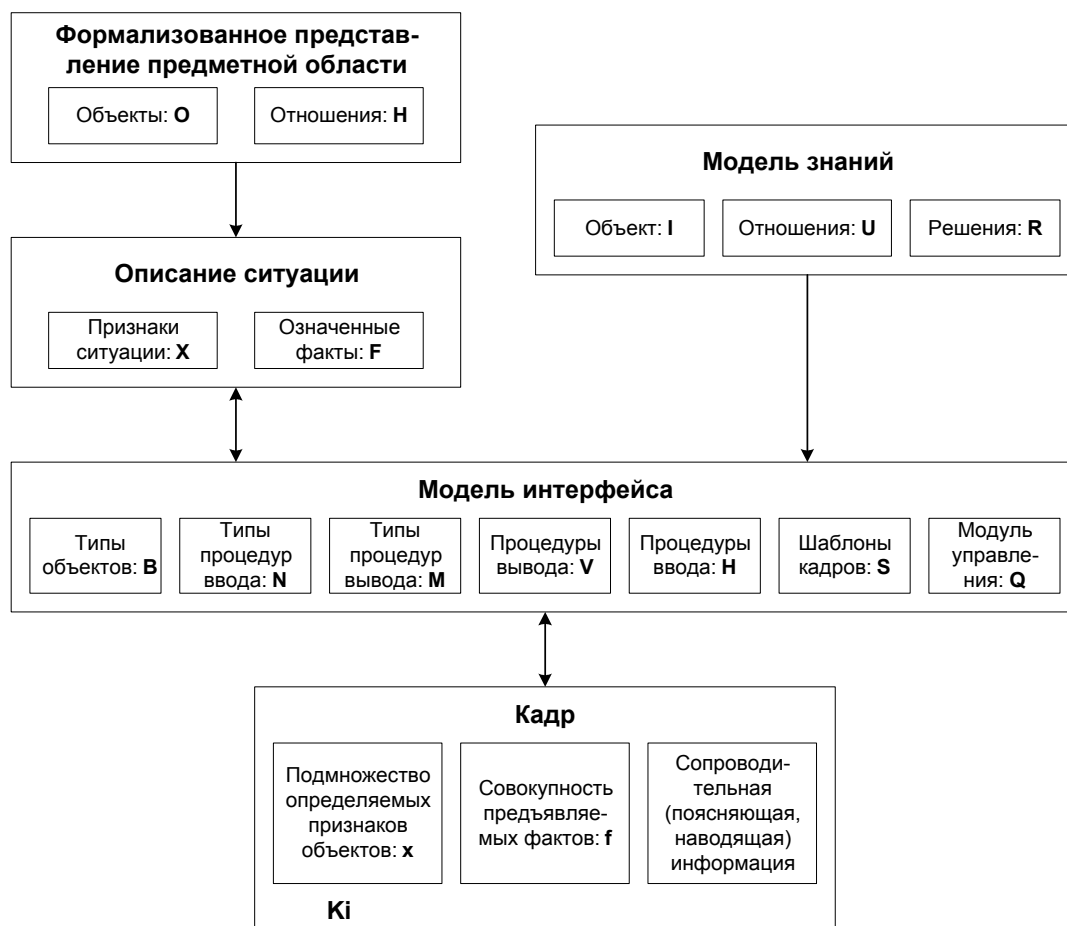 Формализованное представ-
ление предметной области
Объекты: O
Отношения: H
Модель знаний
Объект: I
Отношения: U
Решения: R
Описание ситуации
Признаки
ситуации: X
Означенные
факты: F
Модель интерфейса
Типы
объектов: B
Типы
процедур
ввода: N
Типы
процедур
вывода: M
Процедуры
вывода: V
Процедуры
ввода: H
Шаблоны
кадров: S
Модуль
управле-
ния: Q
Кадр
Подмножество
определяемых
признаков
объектов: x
Совокупность
предъявляе-
мых фактов: f
Сопроводи-
тельная
(поясняющая,
наводящая)
информация
Ki